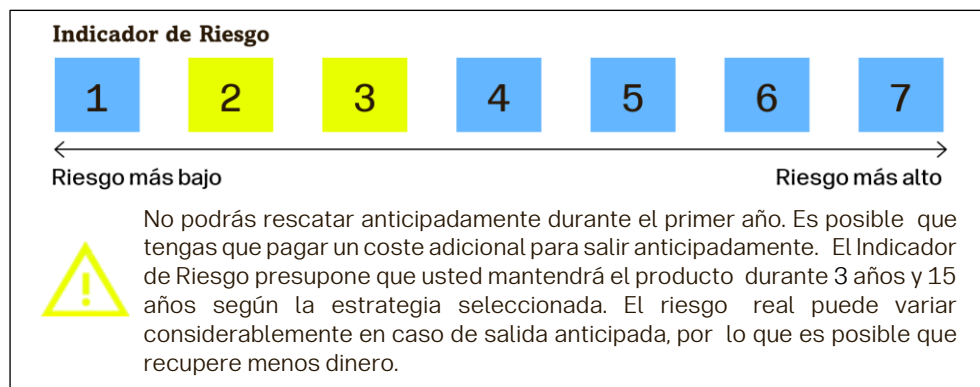 Indicador de Riesgo
1 2 3 4 5 6 7
Riesgo más bajo Riesgo más alto
No podrás rescatar anticipadamente durante el primer año. Es posible que
tengas que pagar un coste adicional para salir anticipadamente. El Indicador
de Riesgo presupone que usted mantendrá el producto durante 3 años y 15
años según la estrategia seleccionada. El riesgo real puede variar
considerablemente en caso de salida anticipada, por lo que es posible que
recupere menos dinero.